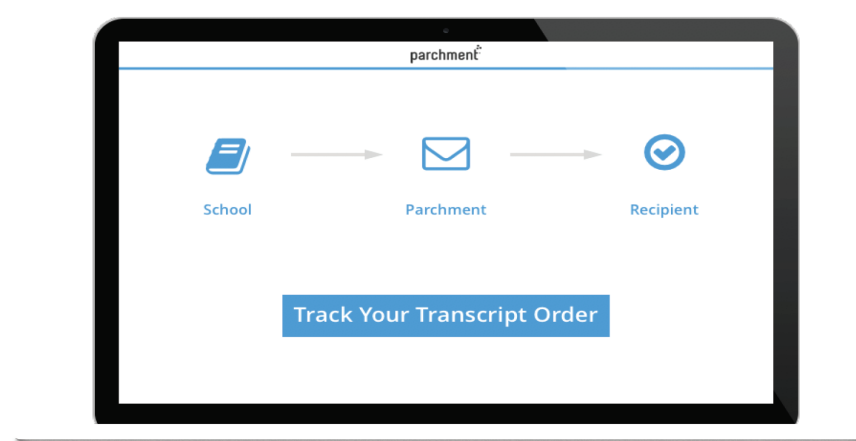 parchment
School
Parchment
Recipient
Track Your Transcript Order